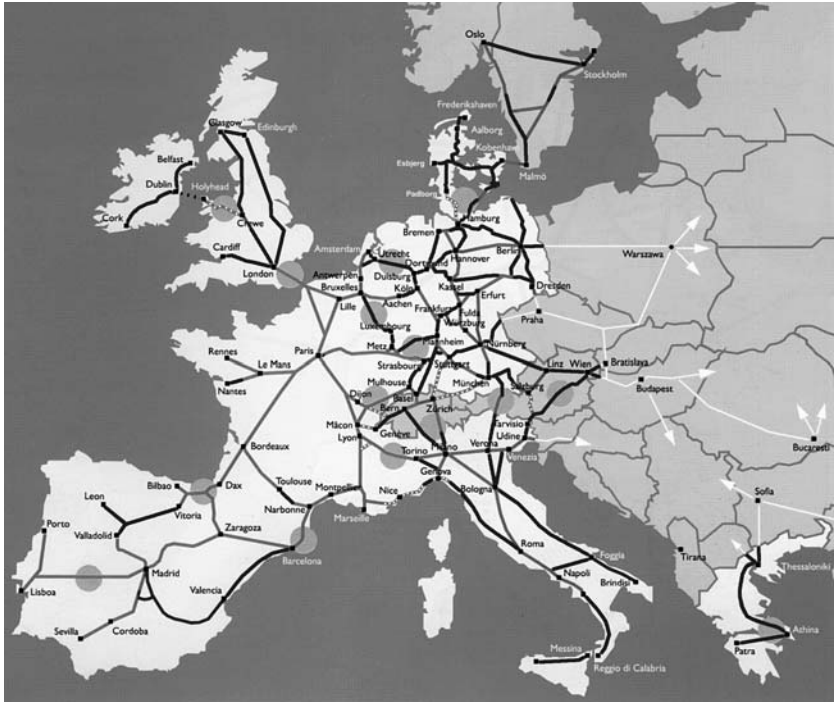 Oslo
Stockholm
Frederikshaven
Aalborg
Kobenhavn
Esbjerg
Malmö
Padborg
Glasgow
Edinburgh
Belfast
Dublin
Holyhead
Cork
Crewe
Cardiff
London
Hamburg
Bremen
Amsterdam
Utrecht
Hannover
Berlin
Warszawa
Dortmund
Antwerpen
Duisburg
Bruxelles
Köln
Kassel
Dresden
Aachen
Erfurt
Lille
Frankfurt
Fulda
Praha
Luxembourg
Würzburg
Metz
Mannheim
Nürnberg
Rennes
Le Mans
Paris
Strasbourg
Stuttgart
Linz
Wien
Bratislava
Nantes
Mulhouse
München
Salzburg
Budapest
Dijon
Basel
Bern
Zürich
Mâcon
Genève
Tarvisio
Lyon
Udine
Bucaresti
Bordeaux
Torino
Milano
Verona
Venezia
Genova
Bilbao
Dax
Toulouse
Montpellier
Nice
Bologna
Leon
Vitoria
Narbonne
Sofia
Porto
Valladolid
Zaragoza
Marseille
Roma
Foggia
Tirana
Barcelona
Thessaloniki
Madrid
Napoli
Brindisi
Lisboa
Valencia
Sevilla
Cordoba
Athina
Patra
Messina
Reggio di Calabria